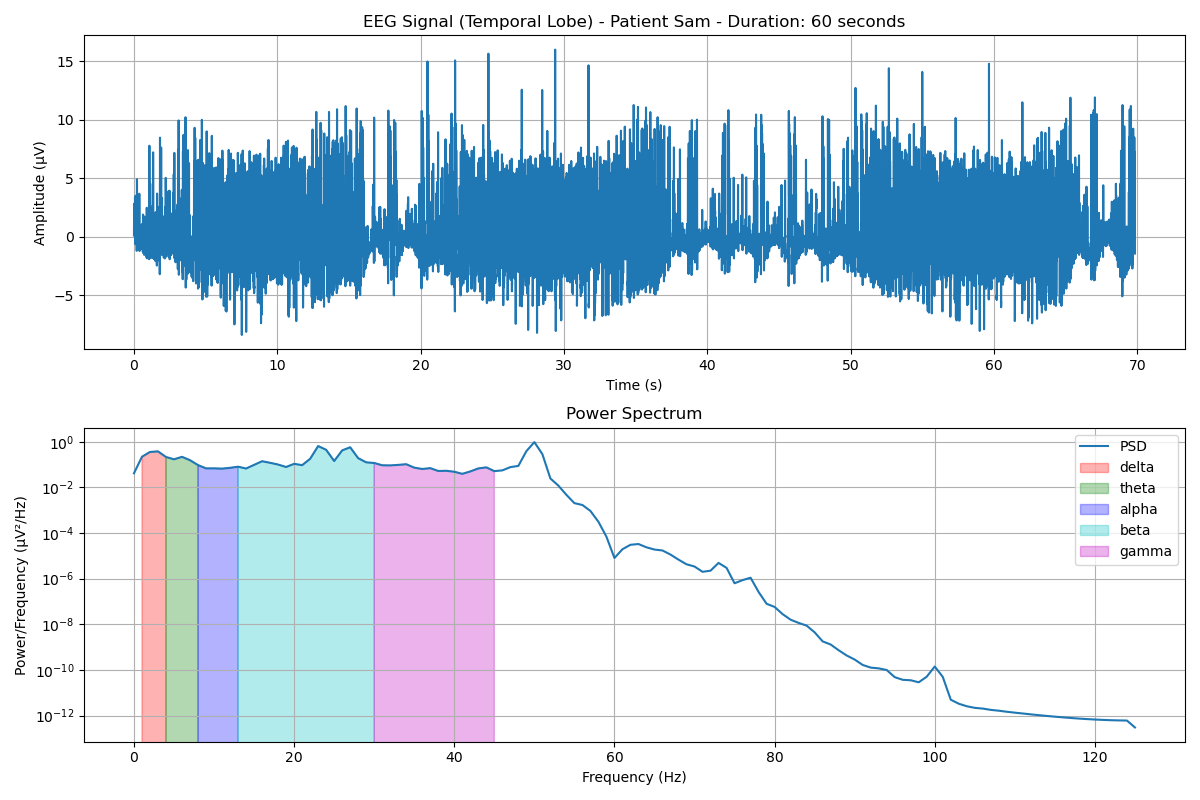 EEG Signal (Temporal Lobe) - Patient Sam - Duration: 60 seconds
Amplitude (µV)
15
10
5
0
−5
0 10 20 30 40 50 60 70
Time (s)
Power Spectrum
Power/Frequency (µV²/Hz)
10⁰
10⁻²
10⁻⁴
10⁻⁶
10⁻⁸
10⁻¹⁰
10⁻¹²
PSD
delta
theta
alpha
beta
gamma
0 20 40 60 80 100 120
Frequency (Hz)